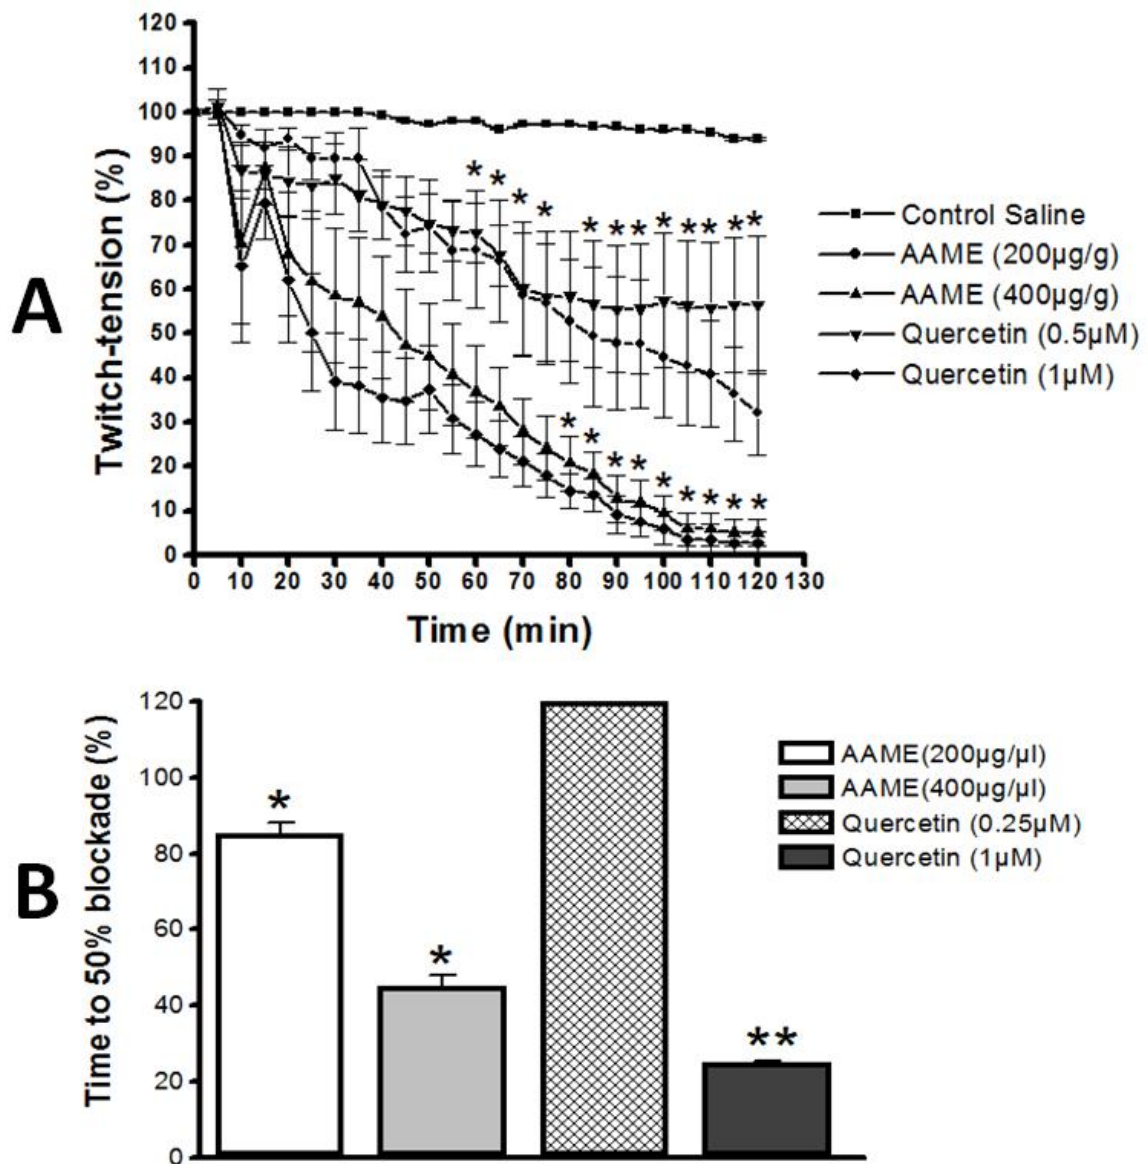 A
Twitch-tension (%)
120
110
100
90
80
70
60
50
40
30
20
10
0
* * * * * * * * * * *
* * * * * * * * *
0 10 20 30 40 50 60 70 80 90 100 110 120 130
Time (min)
Control Saline
AAME (200µg/g)
AAME (400µg/g)
Quercetin (0.5µM)
Quercetin (1µM)
B
Time to 50% blockade (%)
120
100
80
60
40
20
0
*
*
**
AAME(200µg/µl)
AAME(400µg/µl)
Quercetin (0.25µM)
Quercetin (1µM)